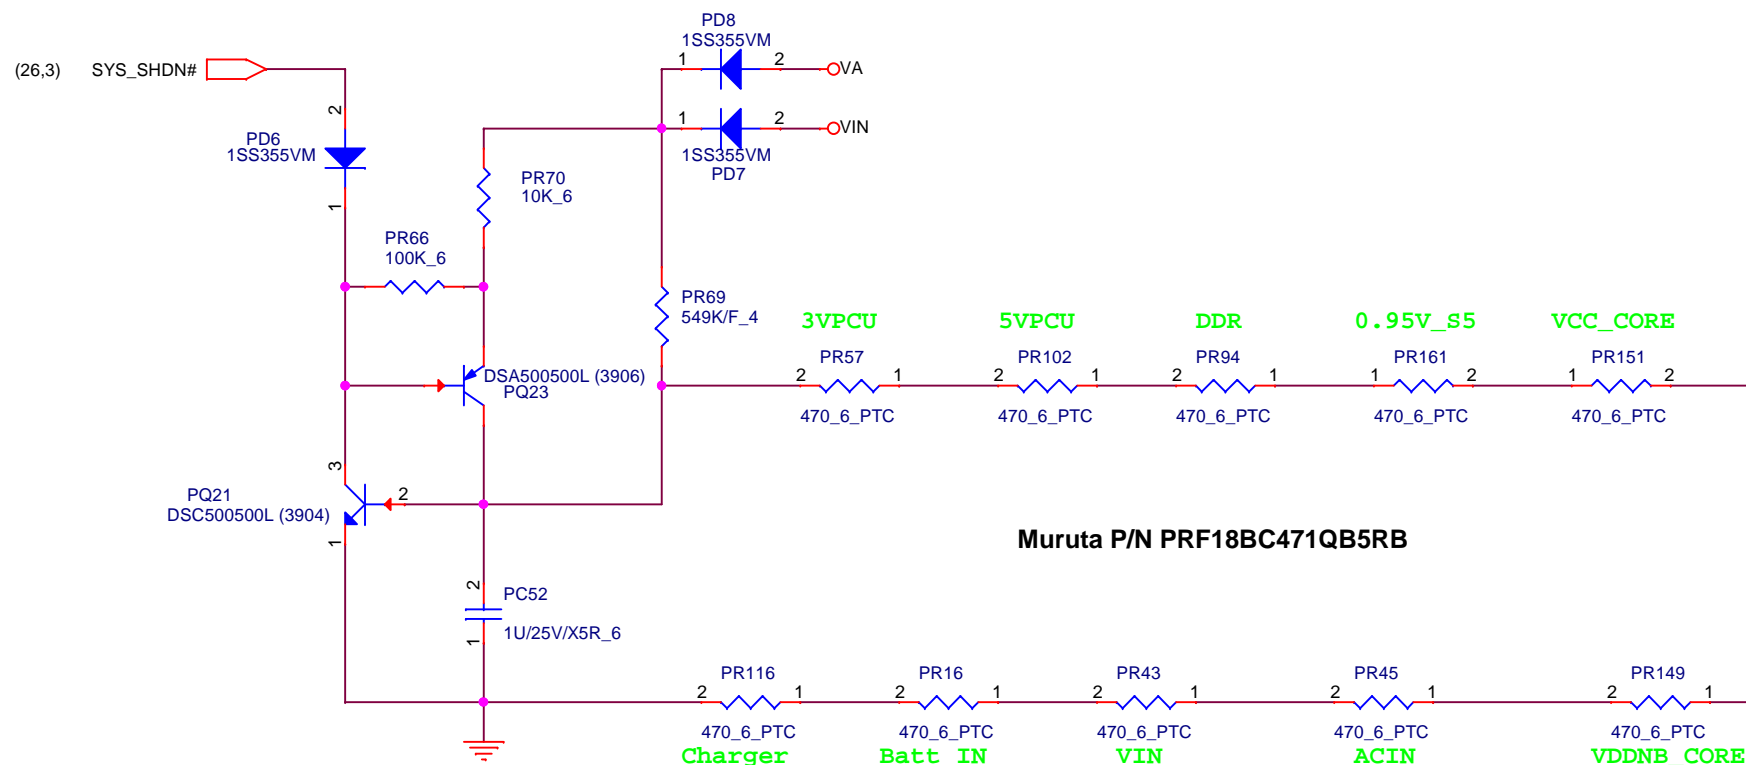 PD8
1SS355VM
1 2
VA
(26,3) SYS_SHDN#
2
PD6
1SS355VM
1
1 2
VIN
1SS355VM
PD7
PR70
10K_6
PR66
100K_6
PR69
549K/F_4
3VPCU 5VPCU DDR 0.95V_S5 VCC_CORE
PR57 PR102 PR94 PR161 PR151
2 1 2 1 2 1 1 2 1 2
470_6_PTC 470_6_PTC 470_6_PTC 470_6_PTC 470_6_PTC
DSA500500L (3906)
PQ23
3
PQ21
DSC500500L (3904)
2
1
Muruta P/N PRF18BC471QB5RB
2
PC52
1U/25V/X5R_6
1
PR116 PR16 PR43 PR45 PR149
2 1 2 1 2 1 2 1 2 1
470_6_PTC 470_6_PTC 470_6_PTC 470_6_PTC 470_6_PTC
Charger Batt IN VIN ACIN VDDNB CORE